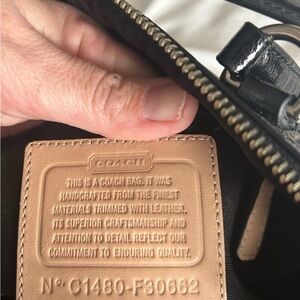 COACH
THIS IS A COACH BAG. IT WAS
HANDCRAFTED FROM THE FINEST
MATERIALS TRIMMED WITH LEATHER.
ITS SUPERIOR CRAFTSMANSHIP AND
ATTENTION TO DETAIL REFLECT OUR
COMMITMENT TO ENDURING QUALITY.
Nº C1480-F30662